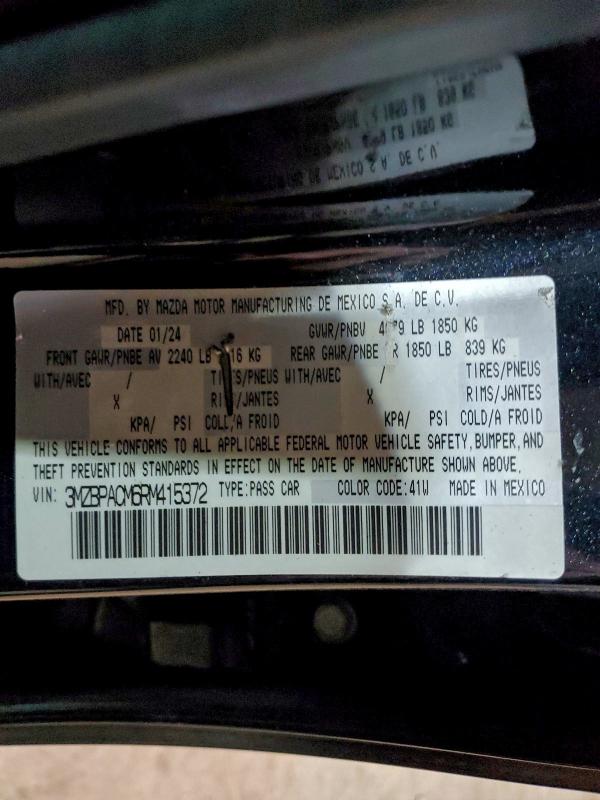 MFD. BY MAZDA MOTOR MANUFACTURING DE MEXICO S.A. DE C.V.
DATE 01/24 GVWR/PNBV LB 1850 KG
FRONT GAWR/PNBE AV 2240 LB KG REAR GAWR/PNBE R 1850 LB 839 KG
WITH/AVEC / TIRES/PNEUS WITH/AVEC / TIRES/PNEUS
X RIMS/JANTES X RIMS/JANTES
KPA/ PSI COLD/A FROID KPA/ PSI COLD/A FROID
THIS VEHICLE CONFORMS TO ALL APPLICABLE FEDERAL MOTOR VEHICLE SAFETY, BUMPER, AND
THEFT PREVENTION STANDARDS IN EFFECT ON THE DATE OF MANUFACTURE SHOWN ABOVE.
VIN: 3MZBPACM6RM415372 TYPE:PASS CAR COLOR CODE:41W MADE IN MEXICO